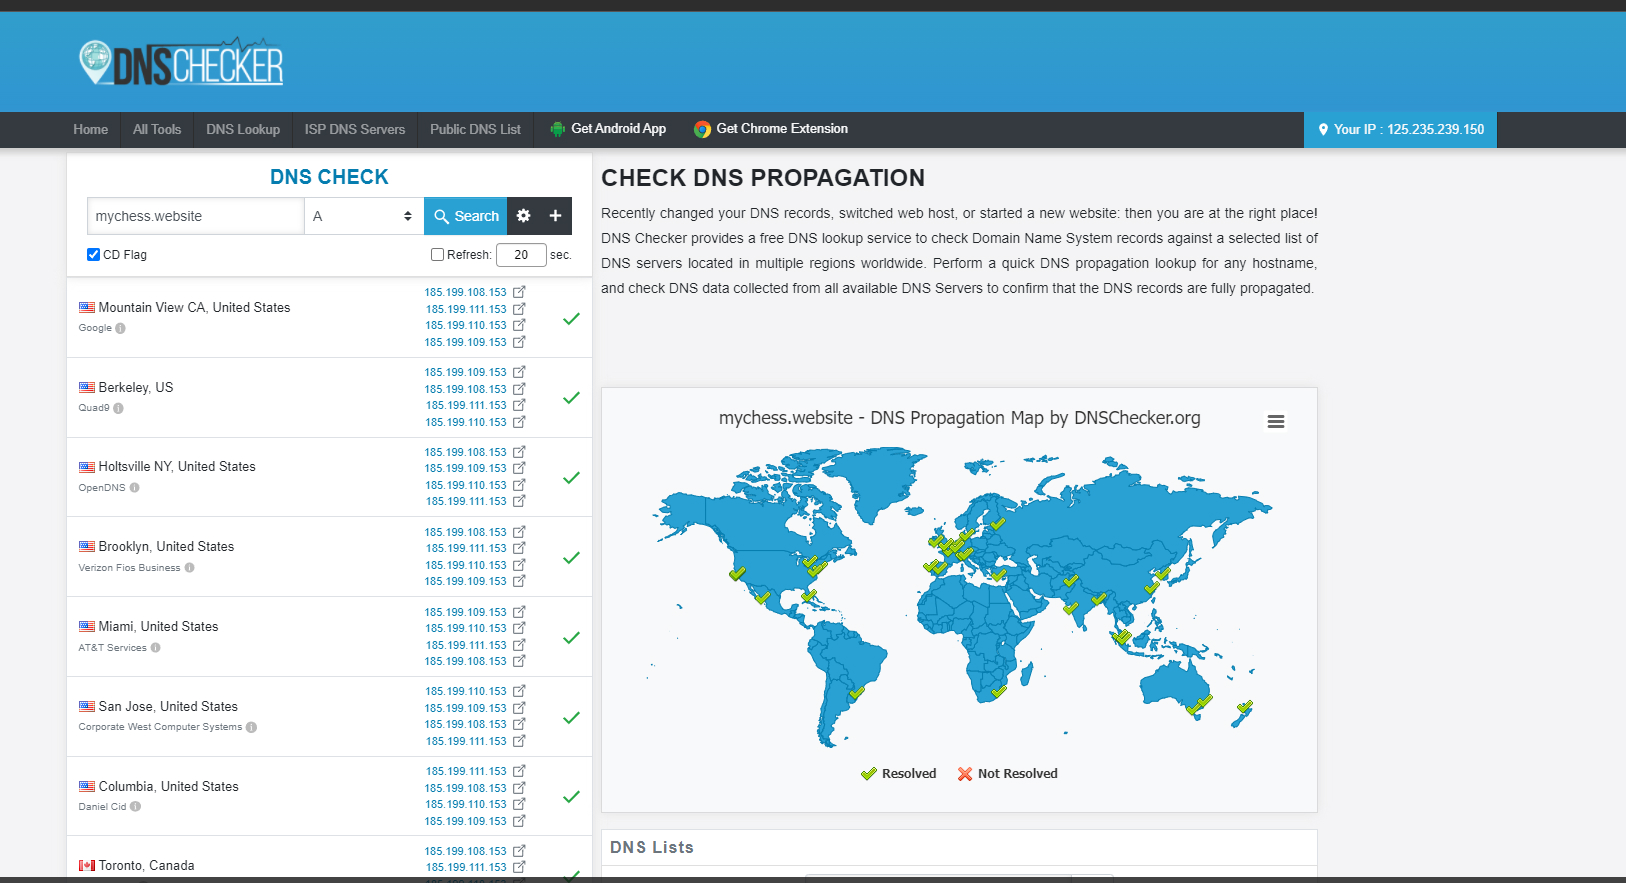 DNSCHECKER
Home
All Tools
DNS Lookup
ISP DNS Servers
Public DNS List
Get Android App
Get Chrome Extension
Your IP : 125.235.239.150
DNS CHECK
mychess.website
A
Search
CD Flag
Refresh: 20 sec.
Mountain View CA, United States
Google
185.199.108.153
185.199.111.153
185.199.110.153
185.199.109.153
Berkeley, US
Quad9
185.199.109.153
185.199.108.153
185.199.111.153
185.199.110.153
Holtsville NY, United States
OpenDNS
185.199.108.153
185.199.109.153
185.199.110.153
185.199.111.153
Brooklyn, United States
Verizon Fios Business
185.199.108.153
185.199.111.153
185.199.110.153
185.199.109.153
Miami, United States
AT&T Services
185.199.109.153
185.199.110.153
185.199.111.153
185.199.108.153
San Jose, United States
Corporate West Computer Systems
185.199.110.153
185.199.109.153
185.199.108.153
185.199.111.153
Columbia, United States
Daniel Cid
185.199.111.153
185.199.108.153
185.199.110.153
185.199.109.153
Toronto, Canada
185.199.108.153
185.199.111.153
CHECK DNS PROPAGATION
Recently changed your DNS records, switched web host, or started a new website: then you are at the right place!
DNS Checker provides a free DNS lookup service to check Domain Name System records against a selected list of
DNS servers located in multiple regions worldwide. Perform a quick DNS propagation lookup for any hostname,
and check DNS data collected from all available DNS Servers to confirm that the DNS records are fully propagated.
mychess.website - DNS Propagation Map by DNSChecker.org
Resolved
Not Resolved
DNS Lists